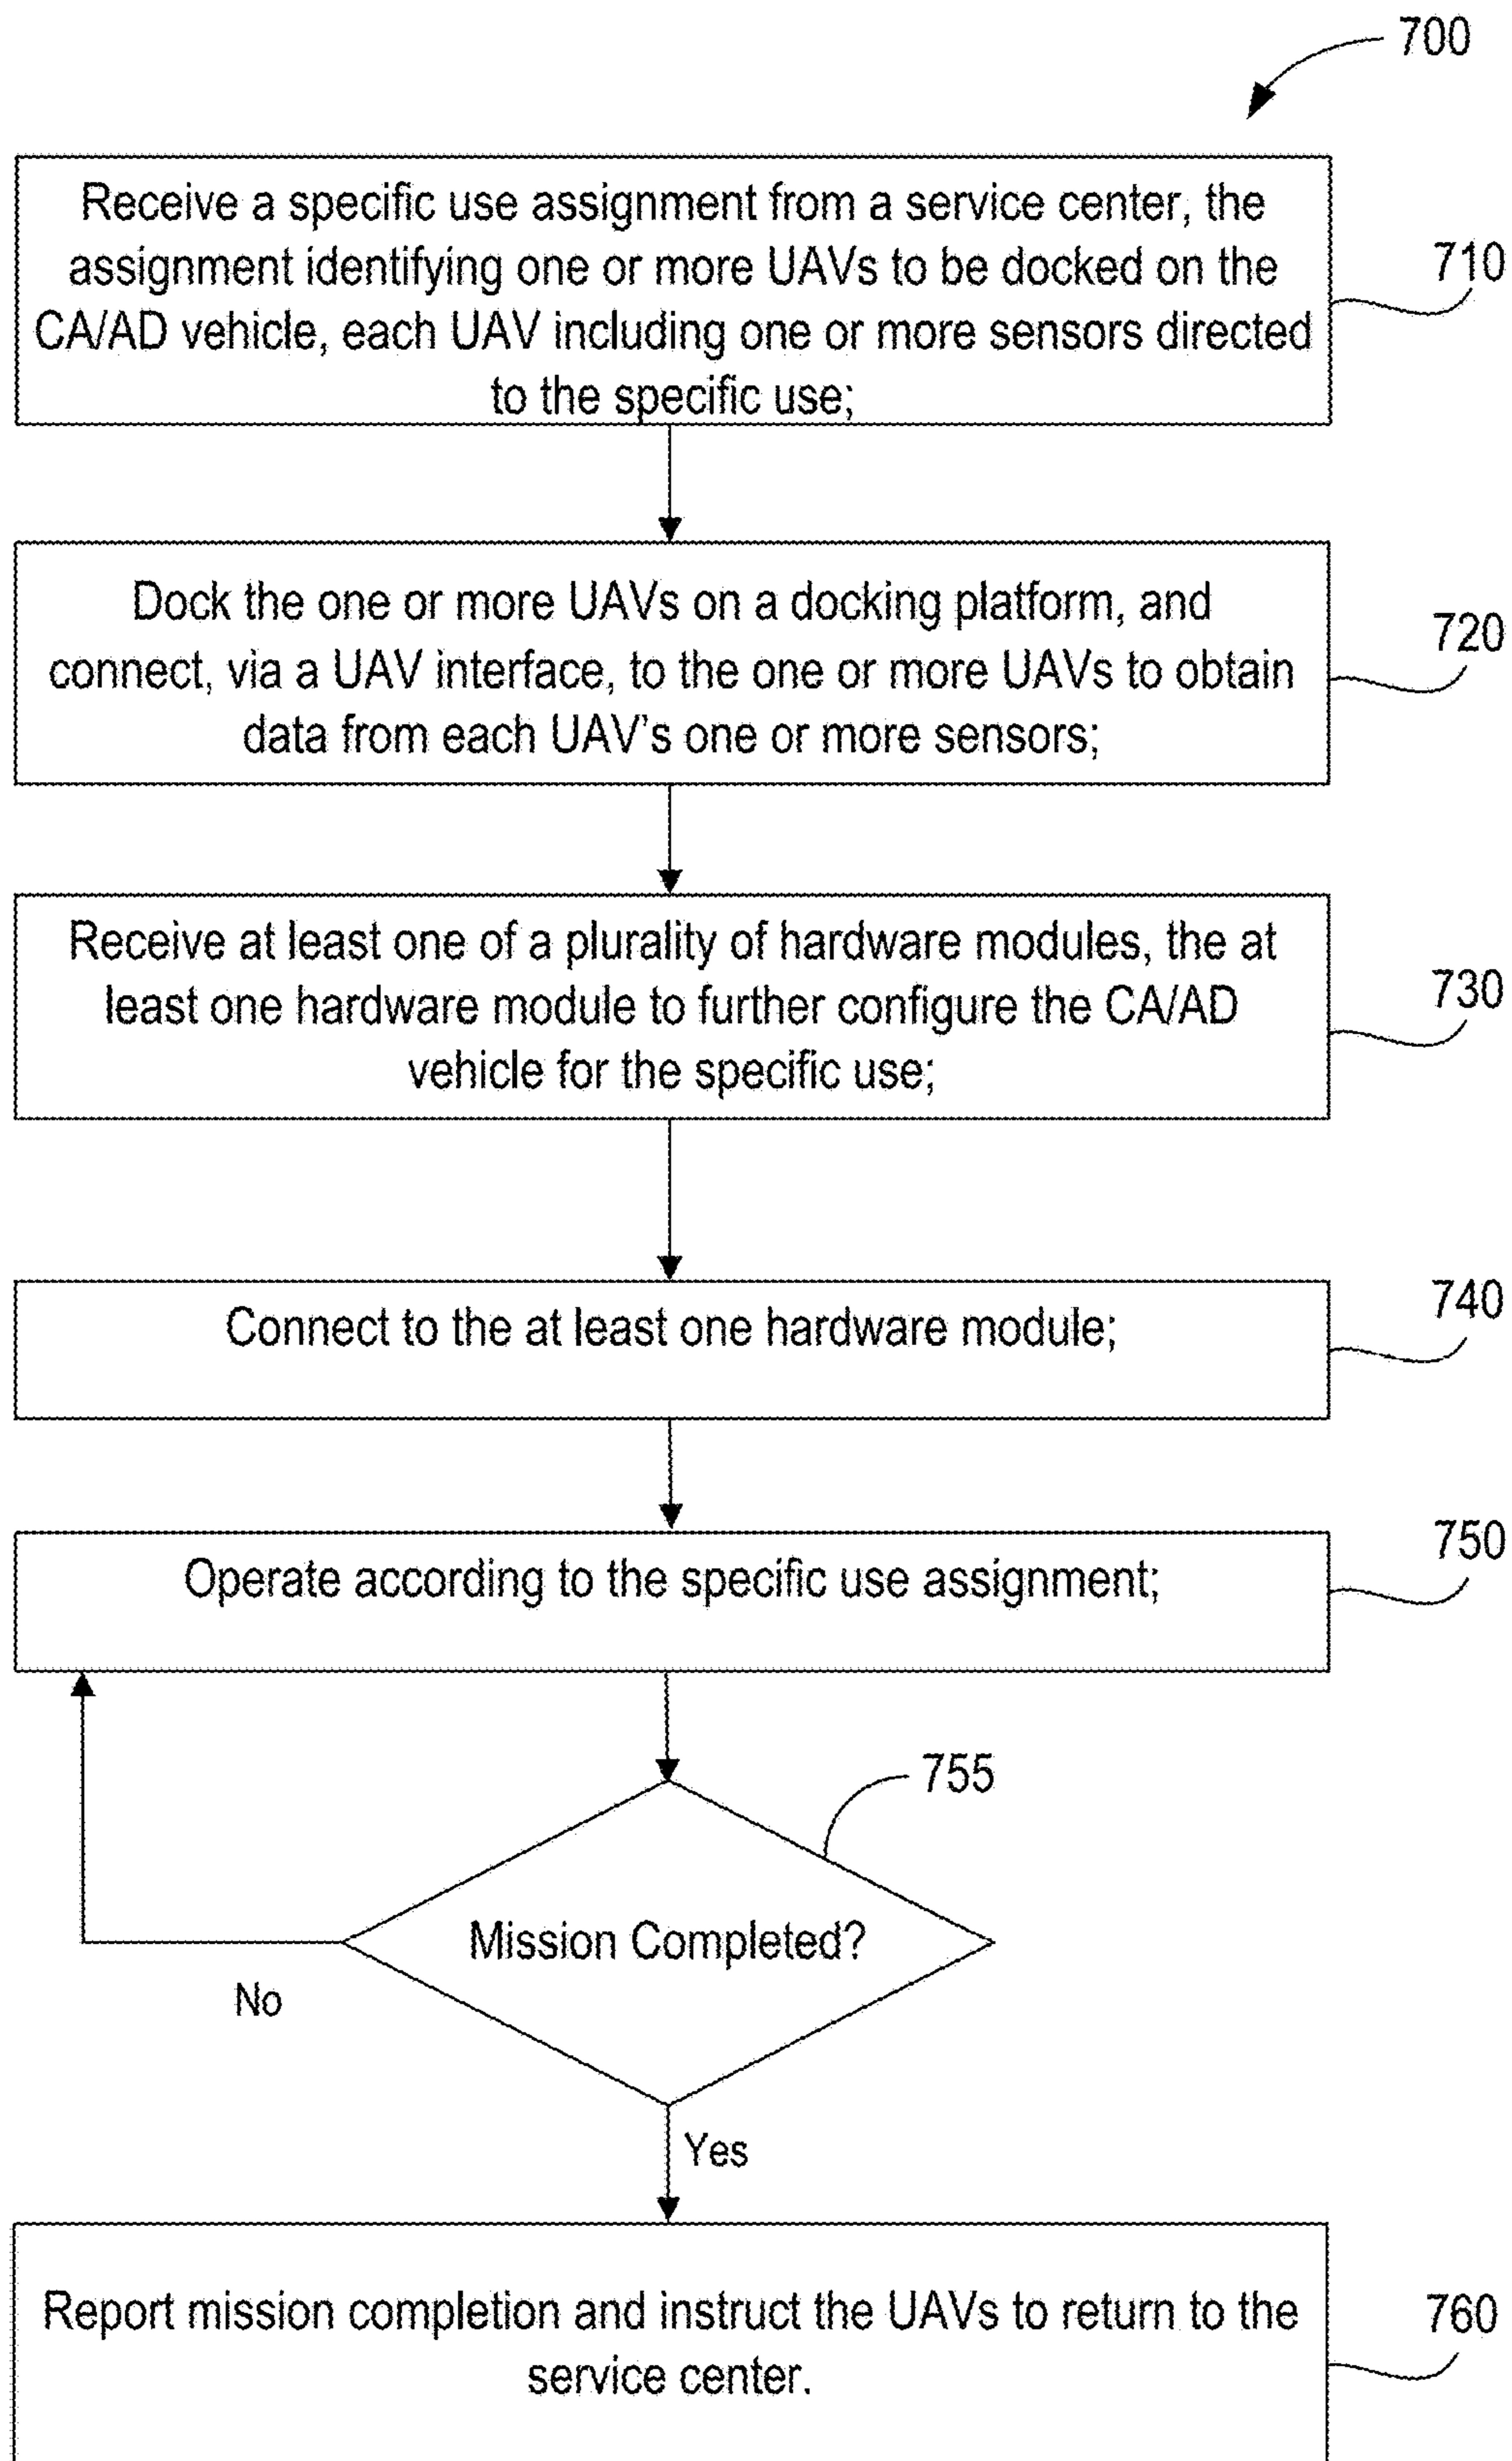 700
Receive a specific use assignment from a service center, the
assignment identifying one or more UAVs to be docked on the
CA/AD vehicle, each UAV including one or more sensors directed
to the specific use;
710
Dock the one or more UAVs on a docking platform, and
connect, via a UAV interface, to the one or more UAVs to obtain
data from each UAV's one or more sensors;
720
Receive at least one of a plurality of hardware modules, the at
least one hardware module to further configure the CA/AD
vehicle for the specific use;
730
Connect to the at least one hardware module;
740
Operate according to the specific use assignment;
750
755
Mission Completed?
No
Yes
Report mission completion and instruct the UAVs to return to the
service center.
760